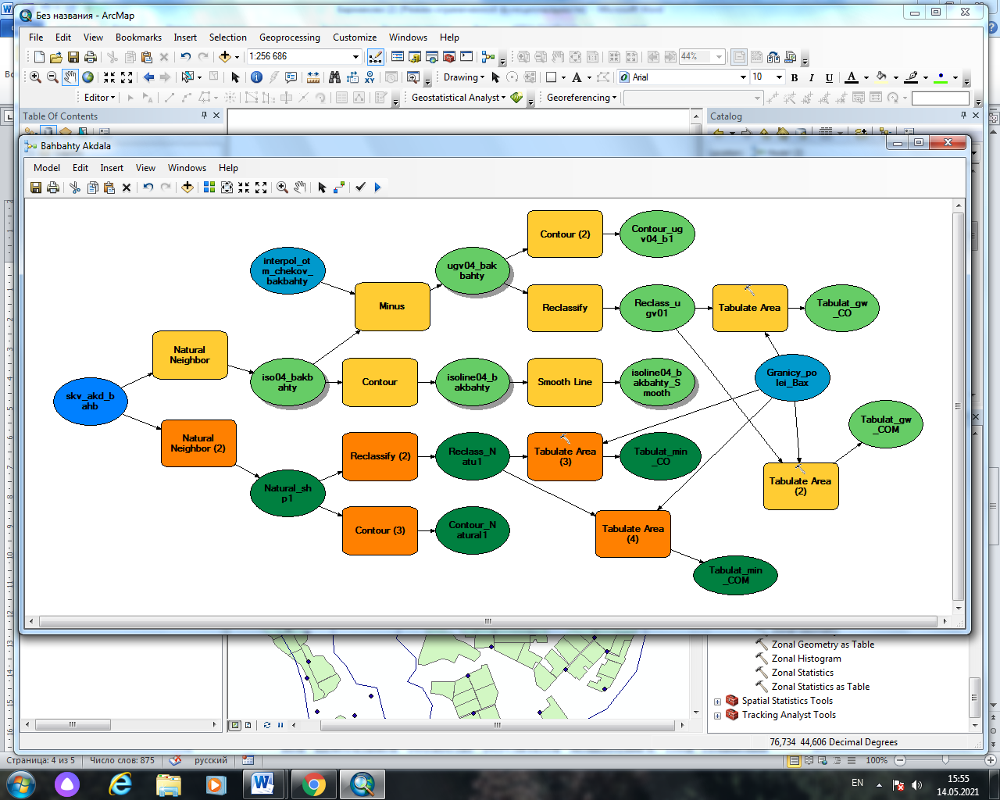 Без названия - ArcMap
File Edit View Bookmarks Insert Selection Geoprocessing Customize Windows Help
1:256 686
44%
Drawing
Arial
10
B I U A
Editor
Geostatistical Analyst
Georeferencing
Table Of Contents
Catalog
Bahbahty Akdala
Model Edit Insert View Windows Help
Contour (2)
Contour_ug
v04_b1
interpol_ot
m_chekov_
bakbahty
ugv04_bak
bahty
Minus
Reclassify
Reclass_u
gv01
Tabulate Area
Tabulat_gw
_CO
Natural
Neighbor
iso04_bakb
ahty
Contour
isoline04_b
akbahty
Smooth Line
isoline04_b
akbahty_S
mooth
Granicy_po
lei_Bax
skv_akd_b
ahb
Tabulat_gw
_COM
Natural
Neighbor (2)
Reclassify (2)
Reclass_N
atu1
Tabulate Area
(3)
Tabulat_min
_CO
Tabulate Area
(2)
Natural_sh
p1
Contour (3)
Contour_N
atural1
Tabulate Area
(4)
Tabulat_min
_COM
Zonal Geometry as Table
Zonal Histogram
Zonal Statistics
Zonal Statistics as Table
Spatial Statistics Tools
Tracking Analyst Tools
76,734 44,606 Decimal Degrees
Страница: 4 из 5 Число слов: 875 русский 100%
EN
15:55
14.05.2021